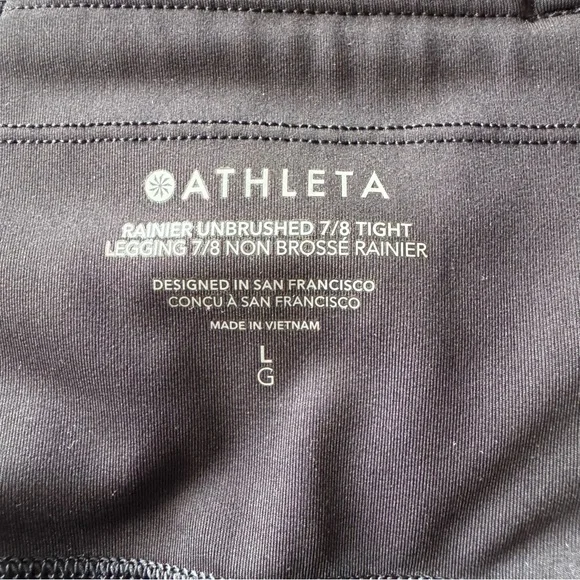 ATHLETA
RAINIER UNBRUSHED 7/8 TIGHT
LEGGING 7/8 NON BROSSÉ RAINIER
DESIGNED IN SAN FRANCISCO
CONÇU À SAN FRANCISCO
MADE IN VIETNAM
L
G